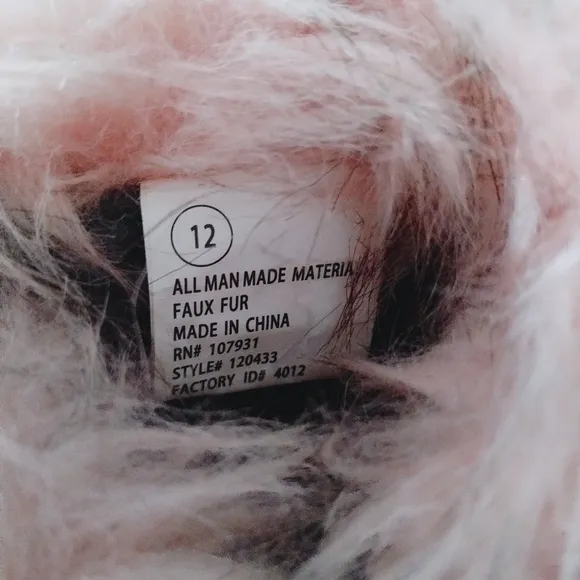 12
ALL MAN MADE MATERIA
FAUX FUR
MADE IN CHINA
RN# 107931
STYLE# 120433
FACTORY ID# 4012